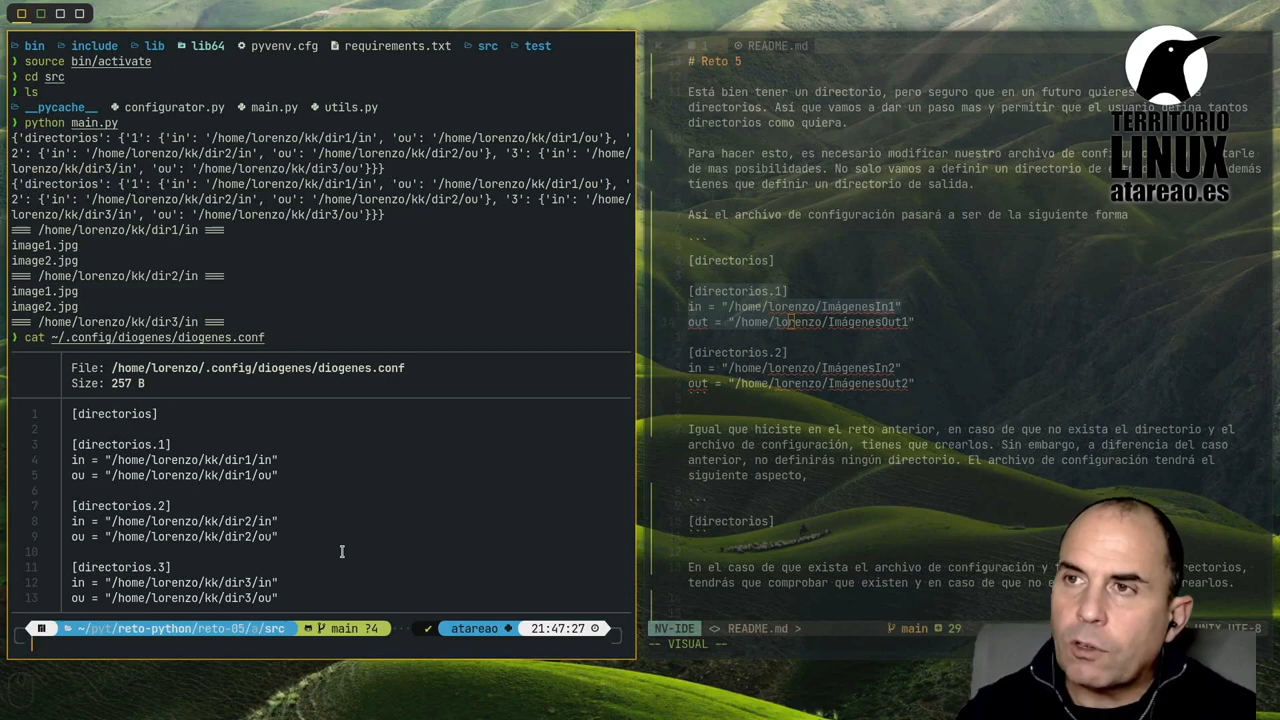 bin include lib lib64 pyvenv.cfg requirements.txt src test
❯ source bin/activate
❯ cd src
❯ ls
__pycache__ configurator.py main.py utils.py
❯ python main.py
{'directorios': {'1': {'in': '/home/lorenzo/kk/dir1/in', 'ou': '/home/lorenzo/kk/dir1/ou'}, '
2': {'in': '/home/lorenzo/kk/dir2/in', 'ou': '/home/lorenzo/kk/dir2/ou'}, '3': {'in': '/home/
lorenzo/kk/dir3/in', 'ou': '/home/lorenzo/kk/dir3/ou'}}}
{'directorios': {'1': {'in': '/home/lorenzo/kk/dir1/in', 'ou': '/home/lorenzo/kk/dir1/ou'}, '
2': {'in': '/home/lorenzo/kk/dir2/in', 'ou': '/home/lorenzo/kk/dir2/ou'}, '3': {'in': '/home/
lorenzo/kk/dir3/in', 'ou': '/home/lorenzo/kk/dir3/ou'}}}
=== /home/lorenzo/kk/dir1/in ===
image1.jpg
image2.jpg
=== /home/lorenzo/kk/dir2/in ===
image1.jpg
image2.jpg
=== /home/lorenzo/kk/dir3/in ===
❯ cat ~/.config/diogenes/diogenes.conf
File: /home/lorenzo/.config/diogenes/diogenes.conf
Size: 257 B
1 [directorios]
2
3 [directorios.1]
4 in = "/home/lorenzo/kk/dir1/in"
5 ou = "/home/lorenzo/kk/dir1/ou"
6
7 [directorios.2]
8 in = "/home/lorenzo/kk/dir2/in"
9 ou = "/home/lorenzo/kk/dir2/ou"
10
11 [directorios.3]
12 in = "/home/lorenzo/kk/dir3/in"
13 ou = "/home/lorenzo/kk/dir3/ou"
~/pyt/reto-python/reto-05/a/src main ?4 ✔ atareao 21:47:27
README.md
# Reto 5
Está bien tener un directorio, pero seguro que en un futuro quieres
directorios. Así que vamos a dar un paso mas y permitir que el usuario defina tantos
directorios como quiera.
Para hacer esto, es necesario modificar nuestro archivo de
de mas posibilidades. No solo vamos a definir un directorio de
tienes que definir un directorio de salida.
Así el archivo de configuración pasará a ser de la siguiente forma
```
[directorios]
[directorios.1]
in = "/home/lorenzo/ImágenesIn1"
out = "/home/lorenzo/ImágenesOut1"
[directorios.2]
in = "/home/lorenzo/ImágenesIn2"
out = "/home/lorenzo/ImágenesOut2"
```
Igual que hiciste en el reto anterior, en caso de que no exista el directorio y el
archivo de configuración, tienes que crearlos. Sin embargo, a diferencia del caso
anterior, no definirás ningún directorio. El archivo de configuración tendrá el
siguiente aspecto,
```
[directorios]
```
En el caso de que exista el archivo de configuración y
tendrás que comprobar que existen y en caso de que no
NV-IDE <> README.md > main 29 UTF-8
-- VISUAL --
TERRITORIO
LINUX
atareao.es